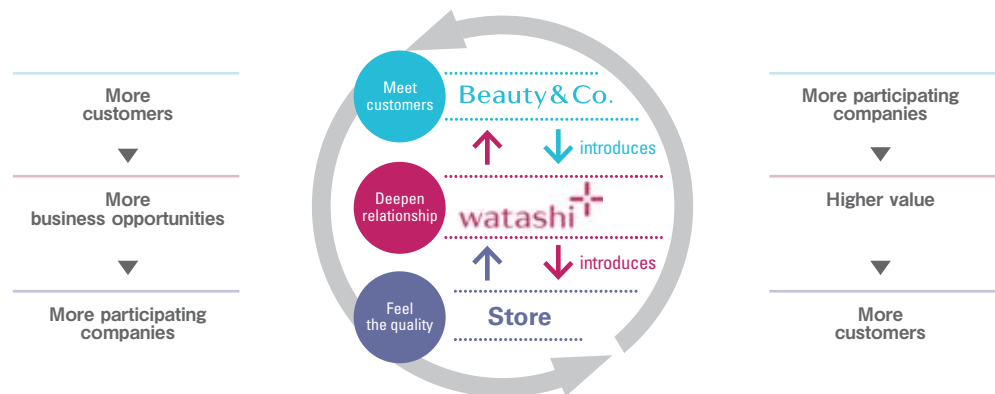 More
customers
More
business opportunities
More participating
companies
Meet
customers
Beauty&Co.
introduces
Deepen
relationship
watashi+
introduces
Feel
the quality
Store
More participating
companies
Higher value
More
customers